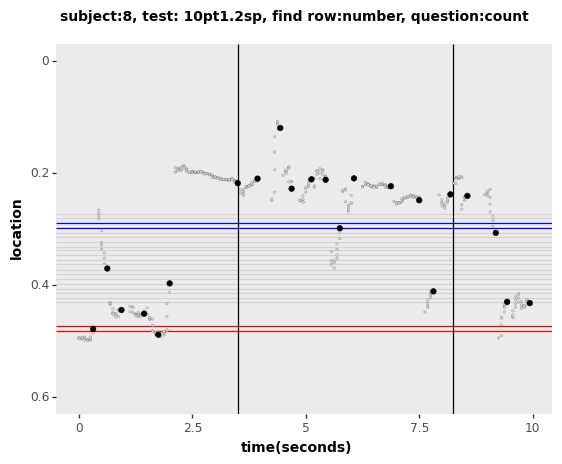 subject:8, test: 10pt1.2sp, find row:number, question:count
0
0.2
0.4
0.6
location
0 2.5 5 7.5 10
time(seconds)